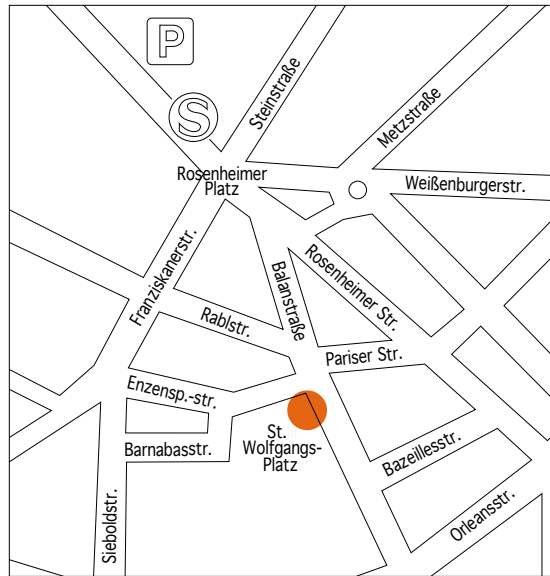 P
S
Steinstraße
Metzstraße
Rosenheimer
Platz
Weißenburgerstr.
Franziskanerstr.
Balanstraße
Rosenheimer Str.
Rablstr.
Pariser Str.
Enzensp.-str.
St.
Wolfgangs-
Platz
Barnabasstr.
Bazeillesstr.
Sieboldstr.
Orleansstr.